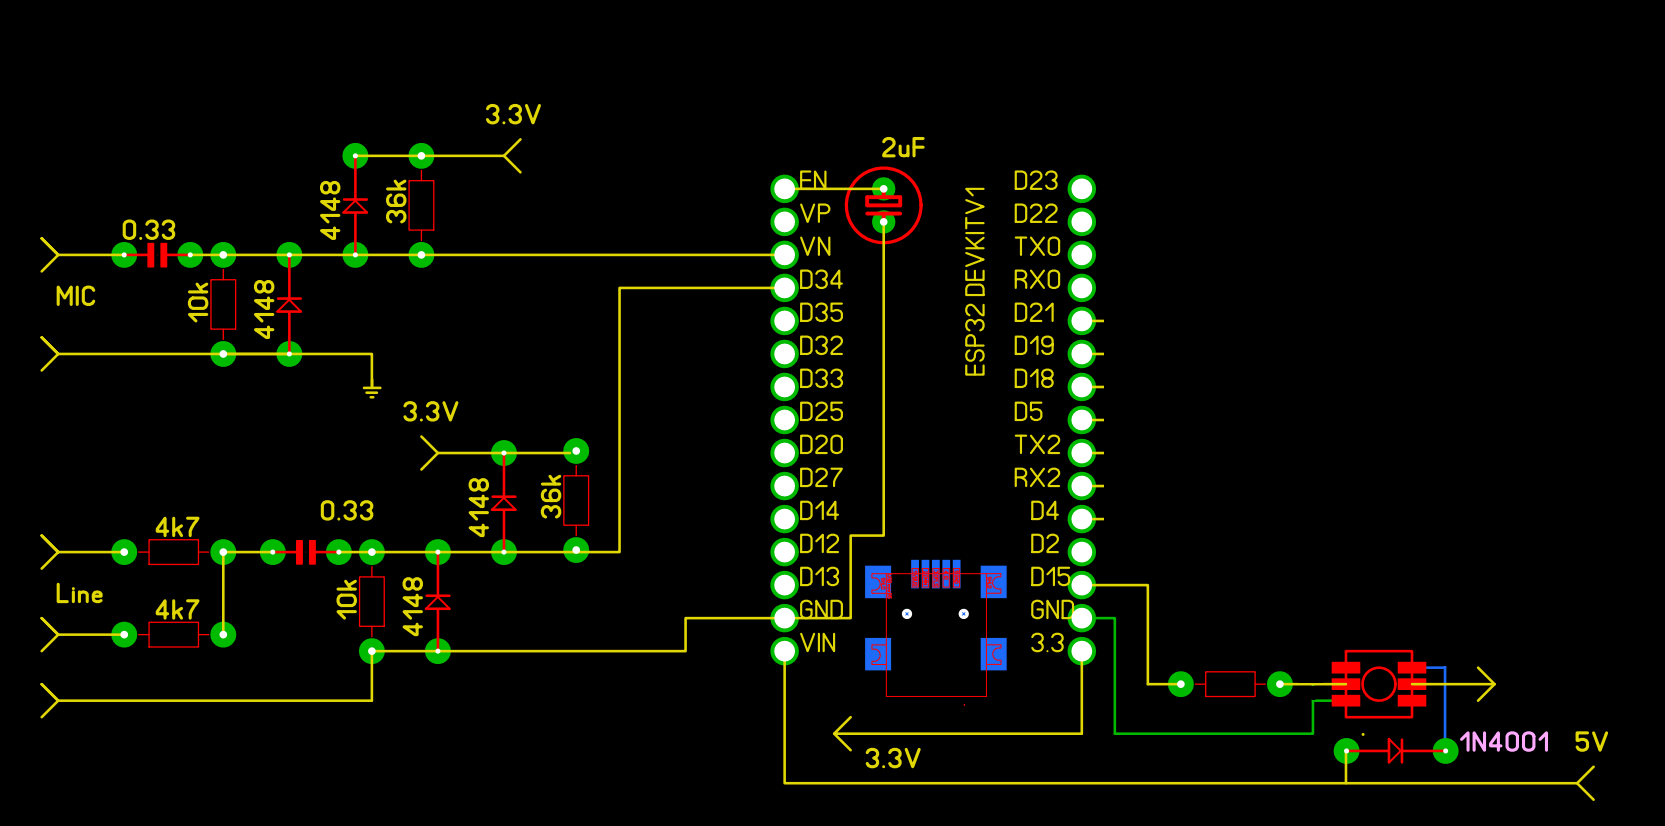 3.3V
2uF
4148
36k
0.33
MIC
10k
4148
3.3V
4148
36k
0.33
4k7
Line
4k7
10k
4148
EN
VP
VN
D34
D35
D32
D33
D25
D20
D27
D14
D12
D13
GND
VIN
ESP32 DEVKITV1
D23
D22
TX0
RX0
D21
D19
D18
D5
TX2
RX2
D4
D2
D15
GND
3.3
3.3V
1N4001
5V